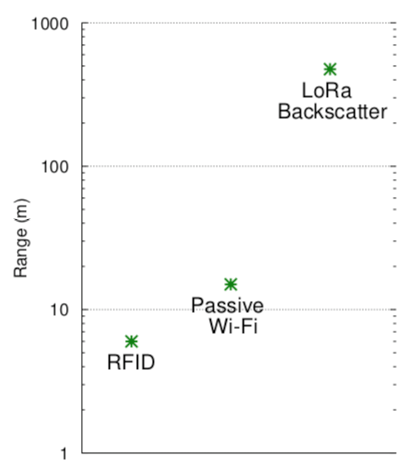 1000
LoRa
Backscatter
100
Range (m)
10
Passive
Wi-Fi
RFID
1